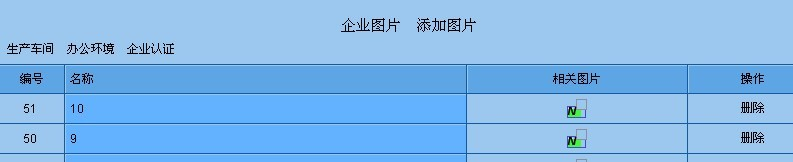 企业图片 添加图片
生产车间 办公环境 企业认证
编号 名称 相关图片 操作
51 10 删除
50 9 删除